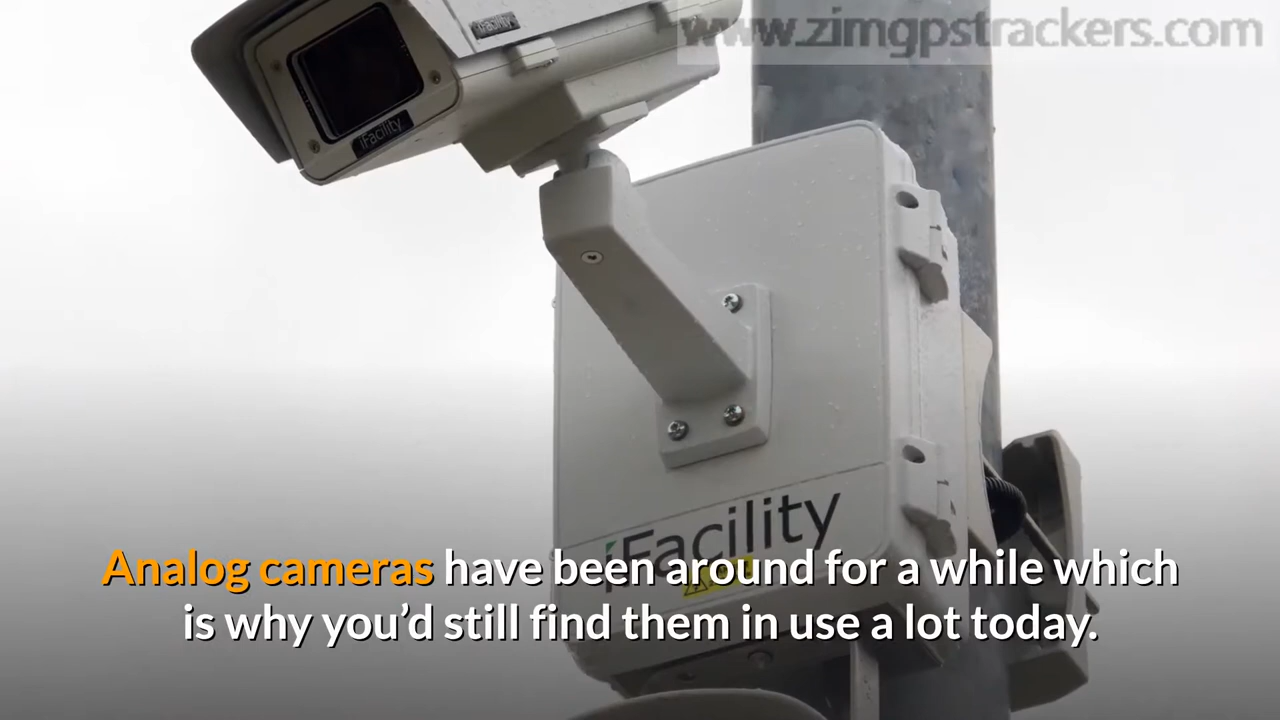 www.zimgpstrackers.com
iFacility
iFacility
iFacility
Analog cameras have been around for a while which
is why you’d still find them in use a lot today.